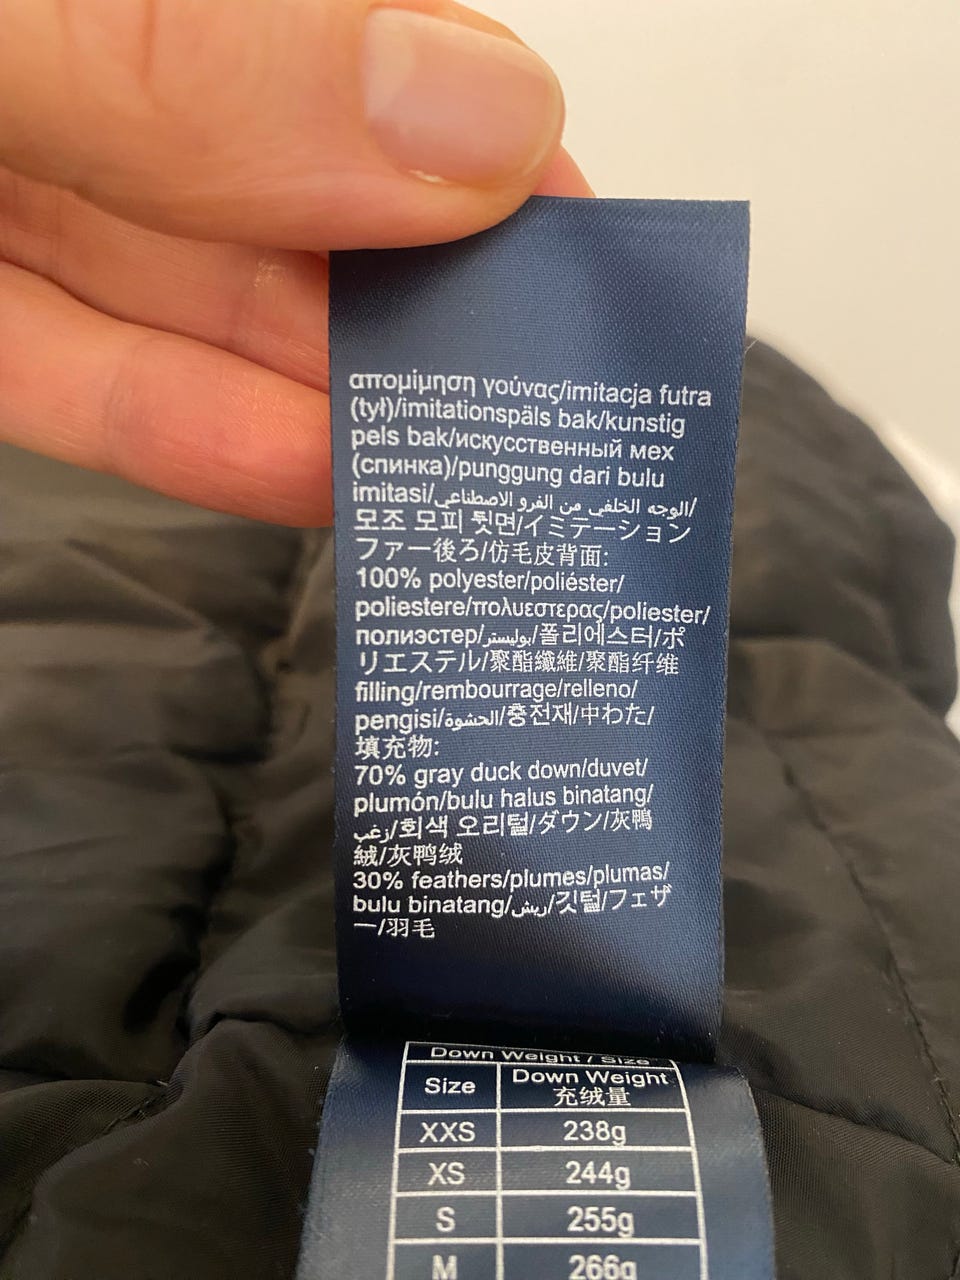 απομίμηση γούνας/imitacja futra
(tył)/imitationspäls bak/kunstig
pels bak/искусственный мех
(спинка)/punggung dari bulu
imitasi/الوجه الخلفي من الفرو الاصطناعي/
모조 모피 뒷면/イミテーション
ファー後ろ/仿毛皮背面:
100% polyester/poliéster/
poliestere/πολυεστερας/poliester/
полиэстер/بوليستر/폴리에스터/ポ
リエステル/聚酯纖維/聚酯纤维
filling/rembourrage/relleno/
pengisi/الحشوة/충전재/中わた/
填充物:
70% gray duck down/duvet/
plumón/bulu halus binatang/
زغب/회색 오리털/ダウン/灰鴨
絨/灰鸭绒
30% feathers/plumes/plumas/
bulu binatang/ريش/깃털/フェザ
ー/羽毛
Down Weight / Size
Size Down Weight
充绒量
XXS 238g
XS 244g
S 255g
M 266g